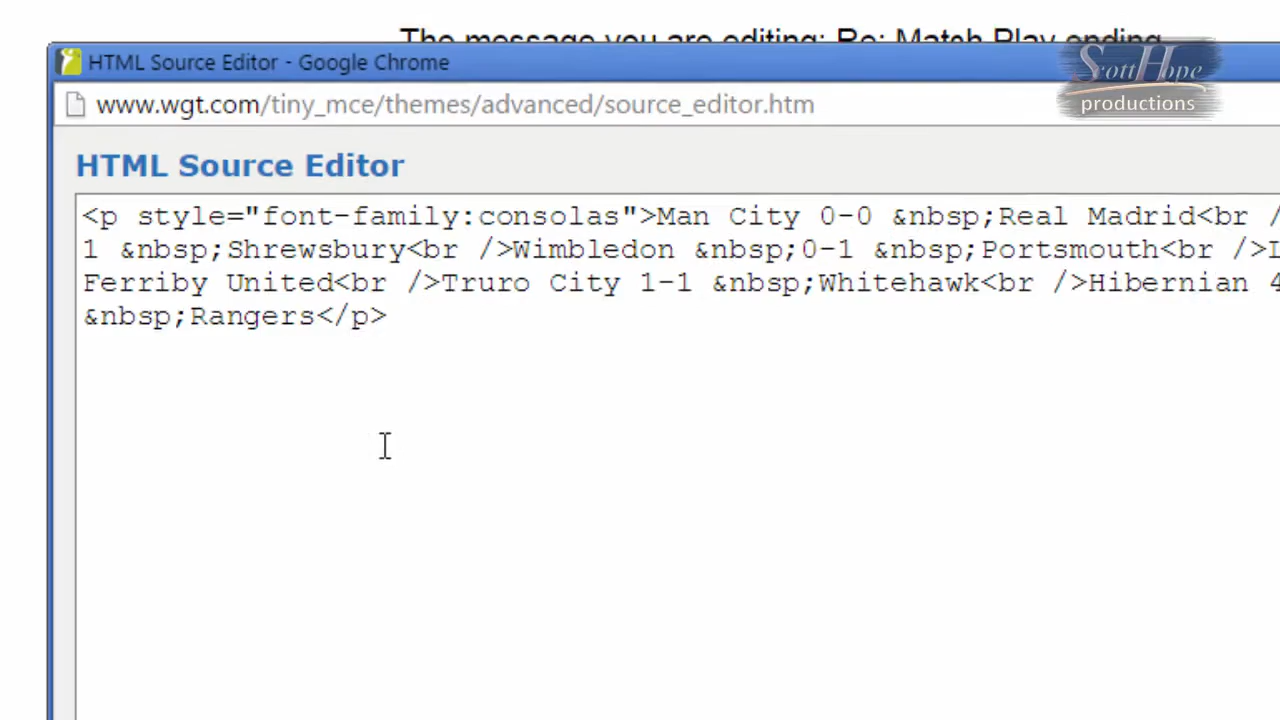 The message you are editing: Re: Match Play ending
HTML Source Editor - Google Chrome
ScottHope
productions
www.wgt.com/tiny_mce/themes/advanced/source_editor.htm
HTML Source Editor
<p style="font-family:consolas">Man City 0-0 &nbsp;Real Madrid<br /
1 &nbsp;Shrewsbury<br />Wimbledon &nbsp;0-1 &nbsp;Portsmouth<br />
Ferriby United<br />Truro City 1-1 &nbsp;Whitehawk<br />Hibernian 4
&nbsp;Rangers</p>